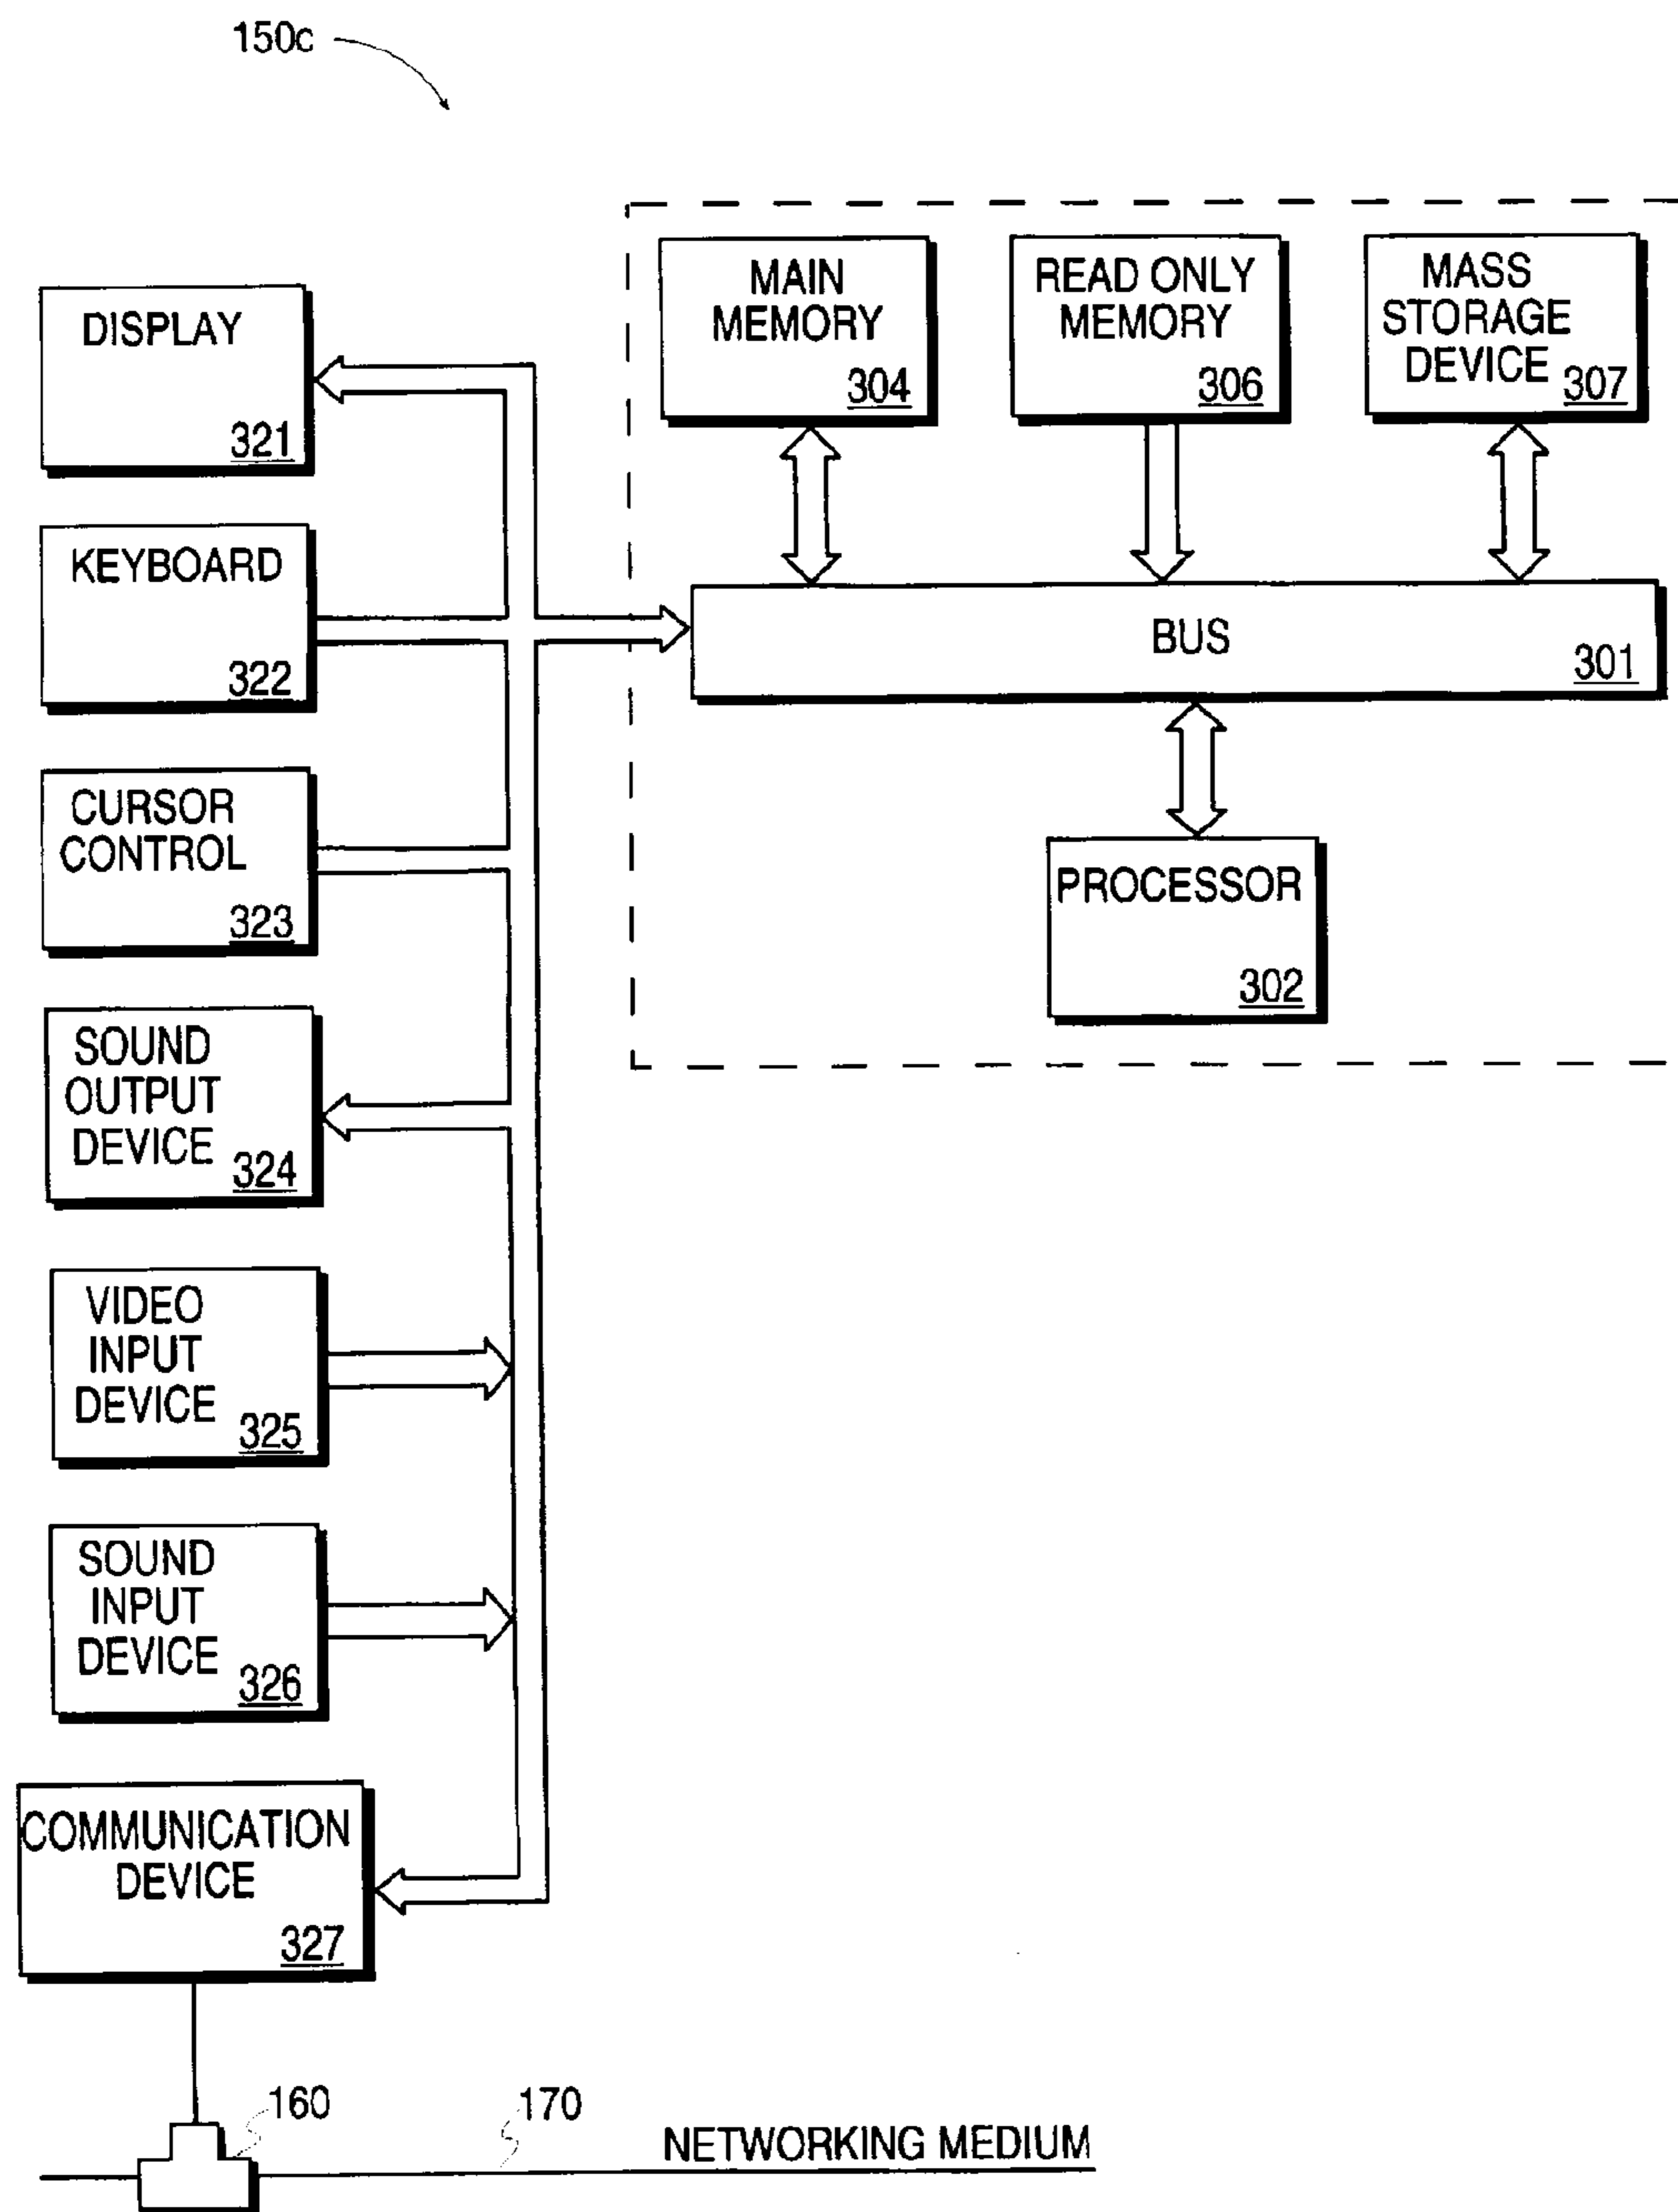 150c
MAIN
MEMORY
304
READ ONLY
MEMORY
306
MASS
STORAGE
DEVICE 307
DISPLAY
321
KEYBOARD
322
BUS
301
CURSOR
CONTROL
323
PROCESSOR
302
SOUND
OUTPUT
DEVICE 324
VIDEO
INPUT
DEVICE 325
SOUND
INPUT
DEVICE 326
COMMUNICATION
DEVICE
327
160
170
NETWORKING MEDIUM